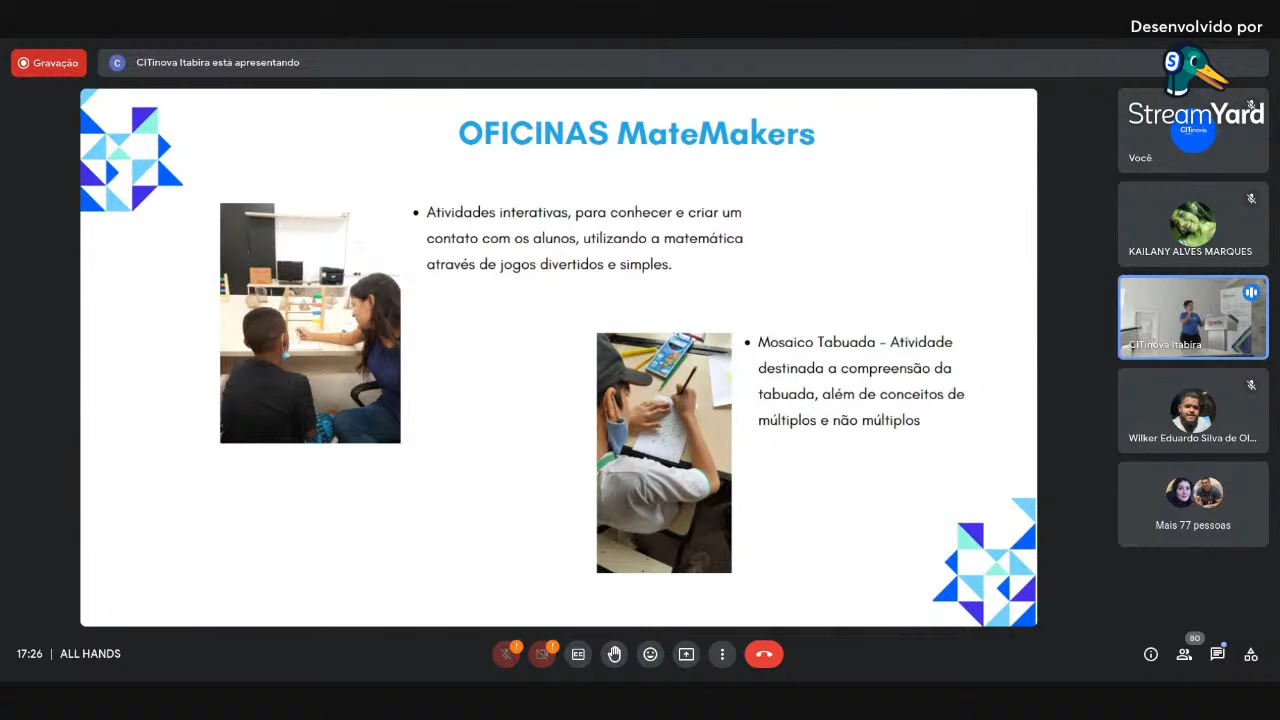 Desenvolvido por
Gravação
C
CITinova Itabira está apresentando
S
StreamYard
CITinova
Você
OFICINAS MateMakers
• Atividades interativas, para conhecer e criar um
contato com os alunos, utilizando a matemática
através de jogos divertidos e simples.
KAILANY ALVES MARQUES
CITinova Itabira
• Mosaico Tabuada - Atividade
destinada a compreensão da
tabuada, além de conceitos de
múltiplos e não múltiplos
Wilker Eduardo Silva de Ol...
Mais 77 pessoas
17:26 | ALL HANDS
!
!
CC
80